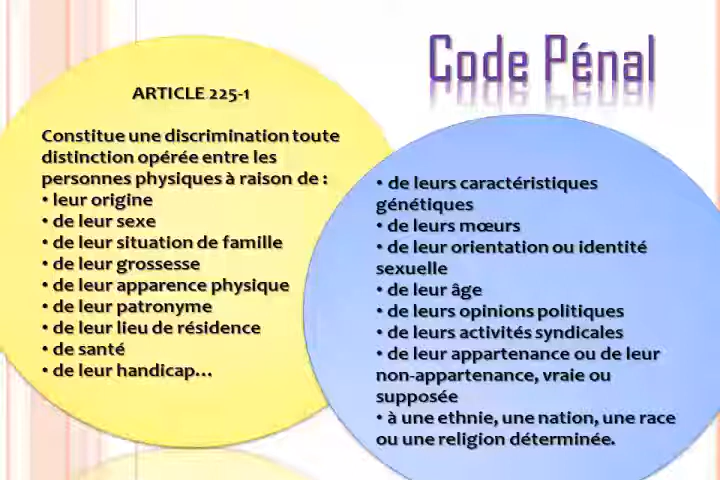 Code Pénal
ARTICLE 225-1
Constitue une discrimination toute
distinction opérée entre les
personnes physiques à raison de :
• leur origine
• de leur sexe
• de leur situation de famille
• de leur grossesse
• de leur apparence physique
• de leur patronyme
• de leur lieu de résidence
• de santé
• de leur handicap…
• de leurs caractéristiques
génétiques
• de leurs mœurs
• de leur orientation ou identité
sexuelle
• de leur âge
• de leurs opinions politiques
• de leurs activités syndicales
• de leur appartenance ou de leur
non-appartenance, vraie ou
supposée
• à une ethnie, une nation, une race
ou une religion déterminée.